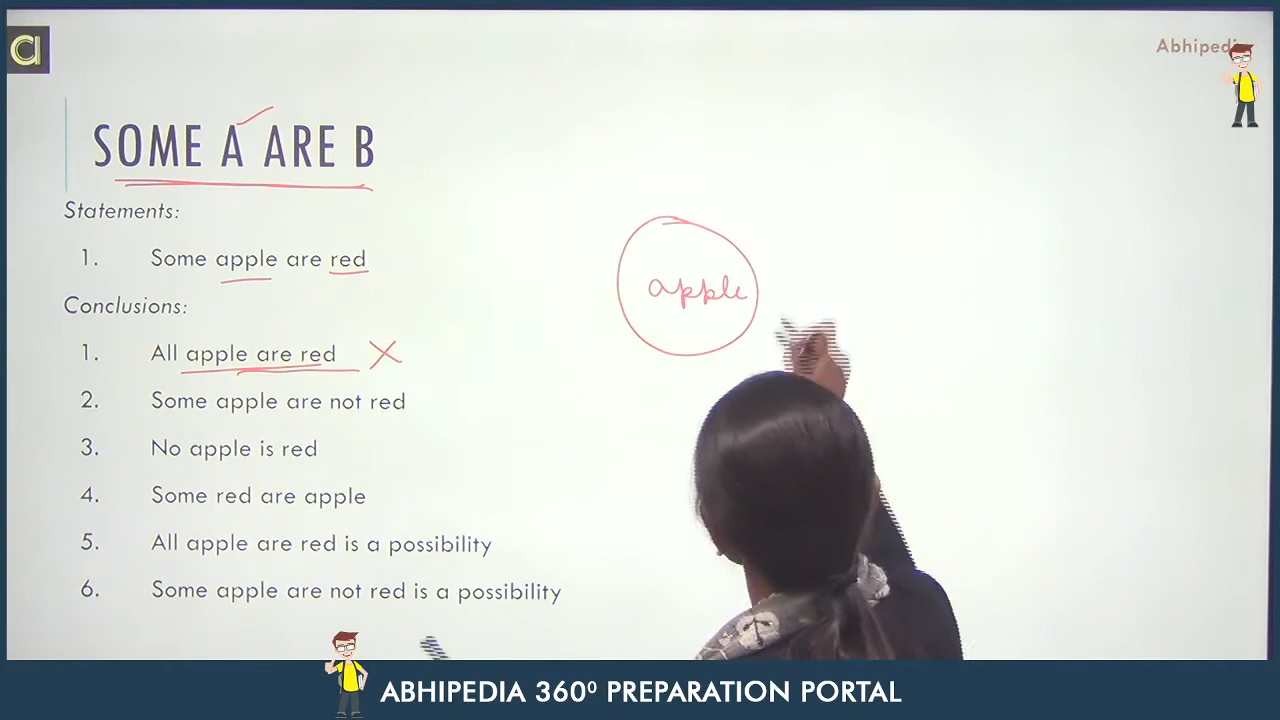 Abhipedi
SOME A ARE B
Statements:
1. Some apple are red
Conclusions:
1. All apple are red
2. Some apple are not red
3. No apple is red
4. Some red are apple
5. All apple are red is a possibility
6. Some apple are not red is a possibility
apple
ABHIPEDIA 360⁰ PREPARATION PORTAL